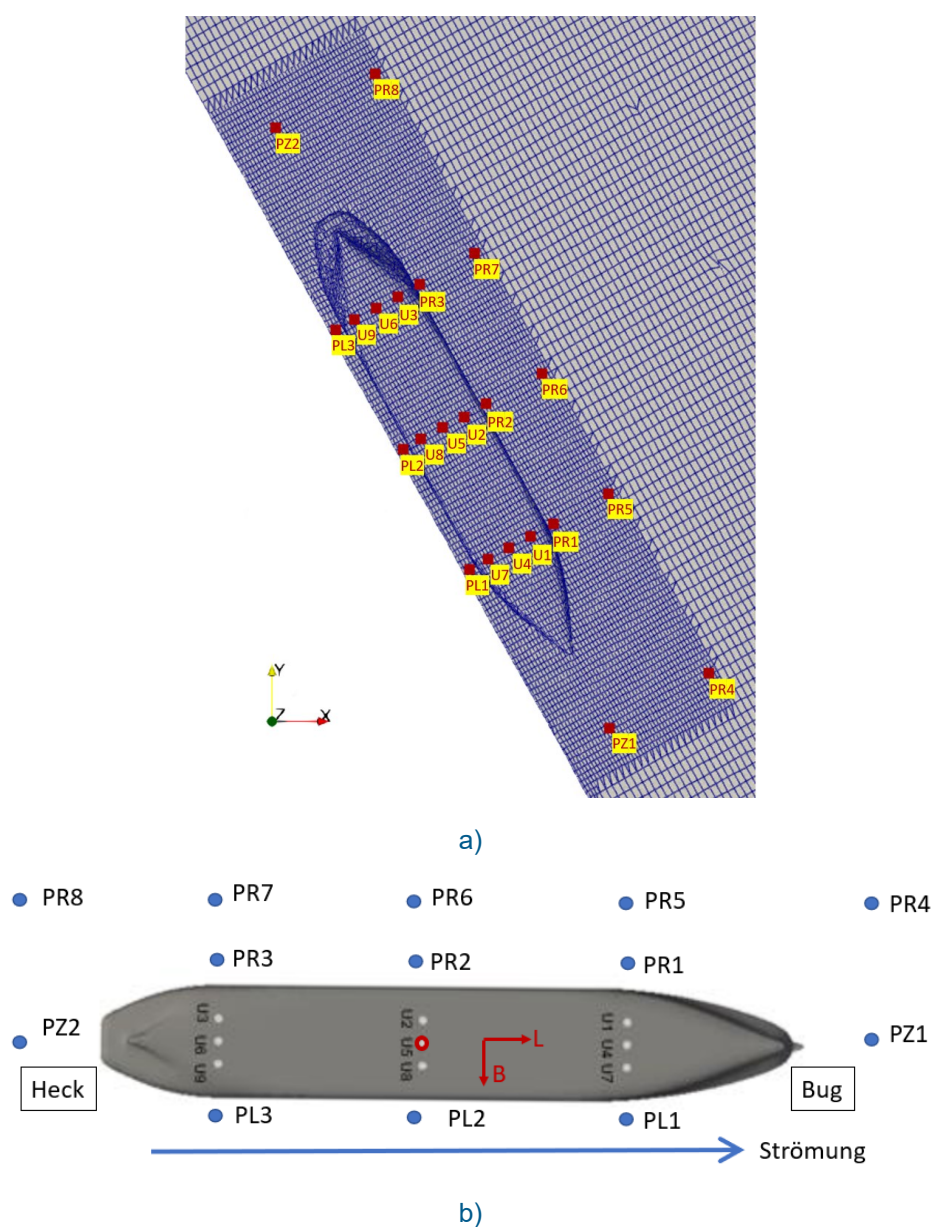 PR8
PZ2
PR7
PR3
U3
U6
U9
PL3
PR6
PR2
U2
U5
U8
PL2
PR5
PR1
U1
U4
U7
PL1
Y
Z X
PR4
PZ1
a)
PR8 PR7 PR6 PR5 PR4
PR3 PR2 PR1
U3 U2 U1
PZ2 U6 U5 U4 L PZ1
U9 U8 B U7
Heck Bug
PL3 PL2 PL1
Strömung
b)